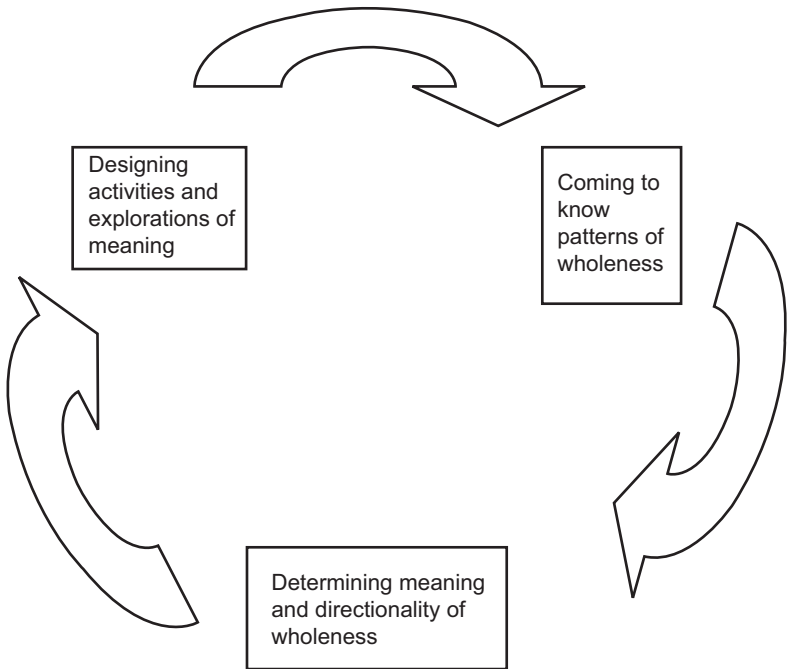 Designing
activities and
explorations of
meaning
Coming to
know
patterns of
wholeness
Determining meaning
and directionality of
wholeness